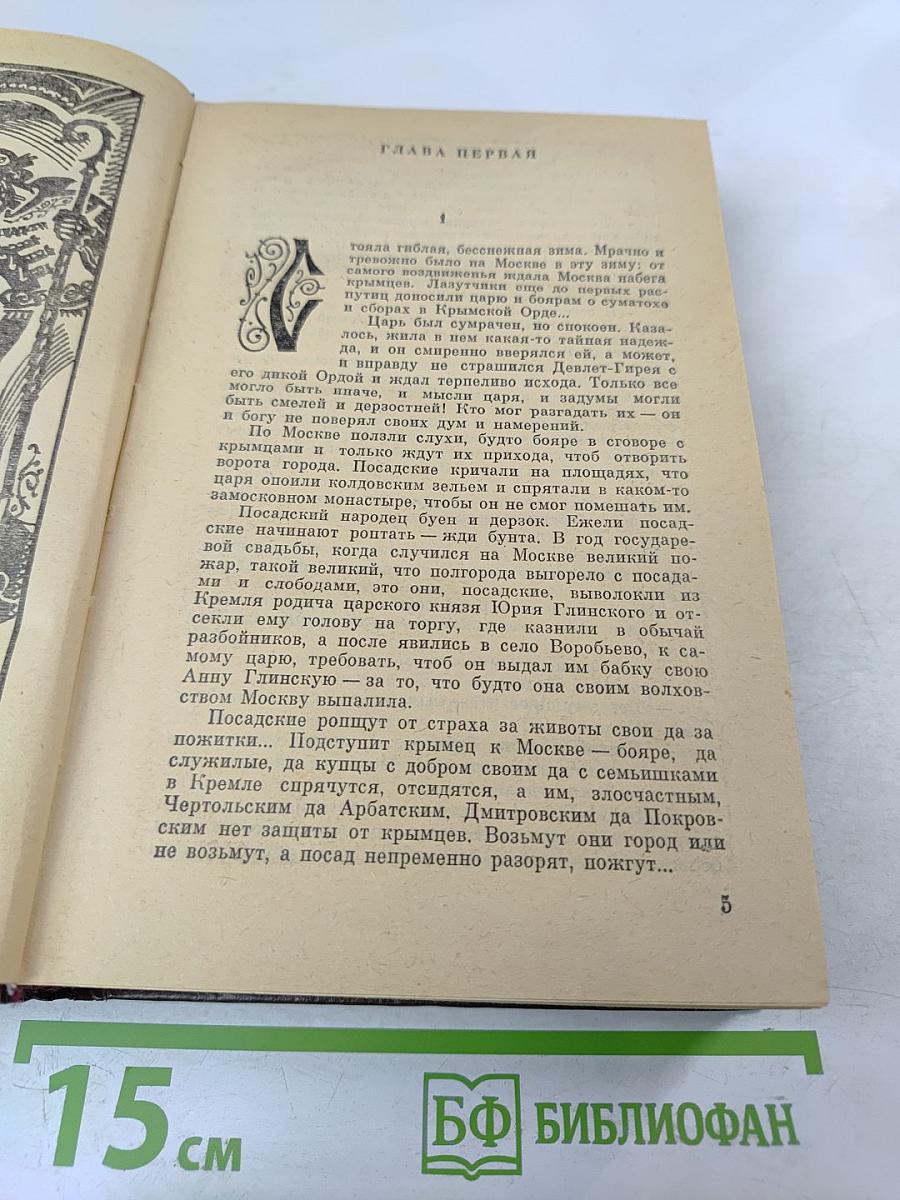 ГЛАВА ПЕРВАЯ
1
Стояла гиблая, бесснежная зима. Мрачно и
тревожно было на Москве в эту зиму: от
самого воздвиженья ждала Москва набега
крымцев. Лазутчики еще до первых рас-
путиц доносили царю и боярам о суматохе
и сборах в Крымской Орде...
Царь был сумрачен, но спокоен. Каза-
лось, жила в нем какая-то тайная надеж-
да, и он смиренно вверялся ей, а может,
и вправду не страшился Девлет-Гирея с
его дикой Ордой и ждал терпеливо исхода. Только все
могло быть иначе, и мысли царя, и задумы могли
быть смелей и дерзостней! Кто мог разгадать их — он
и богу не поверял своих дум и намерений.
По Москве ползли слухи, будто бояре в сговоре с
крымцами и только ждут их прихода, чтоб отворить
ворота города. Посадские кричали на площадях, что
царя опоили колдовским зельем и спрятали в каком-то
замосковном монастыре, чтобы он не смог помешать им.
Посадский народец буен и дерзок. Ежели посад-
ские начинают роптать — жди бунта. В год государе-
вой свадьбы, когда случился на Москве великий по-
жар, такой великий, что полгорода выгорело с посада-
ми и слободами, это они, посадские, выволокли из
Кремля родича царского князя Юрия Глинского и от-
секли ему голову на торгу, где казнили в обычай
разбойников, а после явились в село Воробьево, к са-
мому царю, требовать, чтоб он выдал им бабку свою
Анну Глинскую — за то, что будто она своим волхов-
ством Москву выпалила.
Посадские ропщут от страха за животы свои да за
пожитки... Подступит крымец к Москве — бояре, да
служилые, да купцы с добром своим да с семьишками
в Кремле спрячутся, отсидятся, а им, злосчастным,
Чертольским да Арбатским, Дмитровским да Покров-
ским нет защиты от крымцев. Возьмут они город или
не возьмут, а посад непременно разорят, пожгут...
5
15 см
БФ БИБЛИОФАН